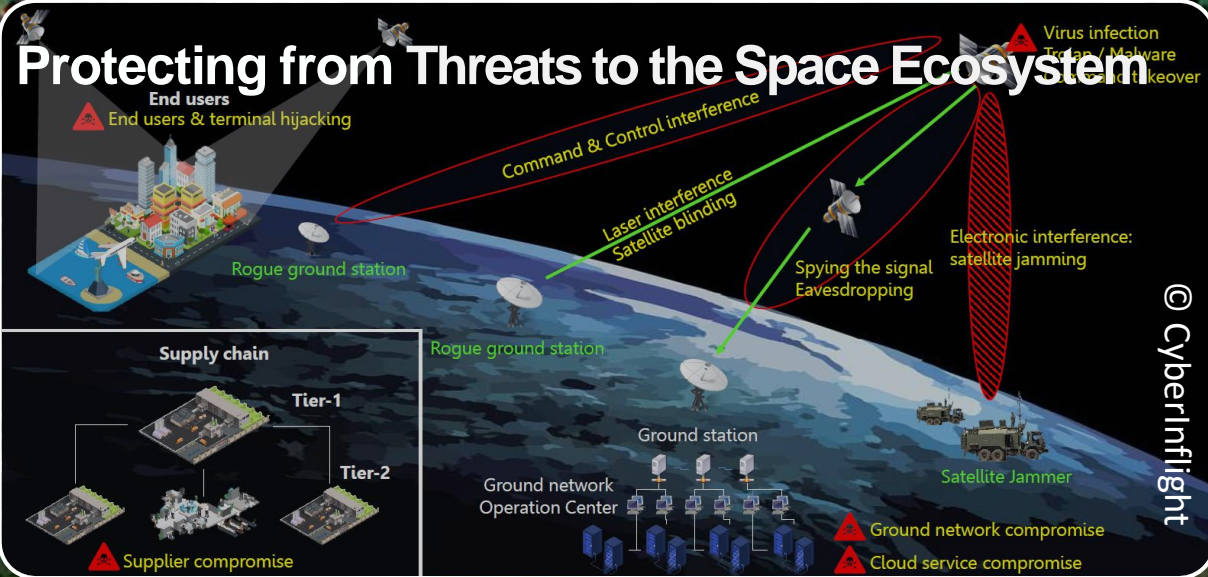 Protecting from Threats to the Space Ecosystem
Virus infection
Trojan / Malware
Command takeover
End users
End users & terminal hijacking
Command & Control interference
Laser interference
Satellite blinding
Electronic interference:
satellite jamming
Spying the signal
Eavesdropping
Rogue ground station
Rogue ground station
Supply chain
Tier-1
Tier-2
Supplier compromise
Ground station
Ground network
Operation Center
Satellite Jammer
Ground network compromise
Cloud service compromise
© CyberInflight